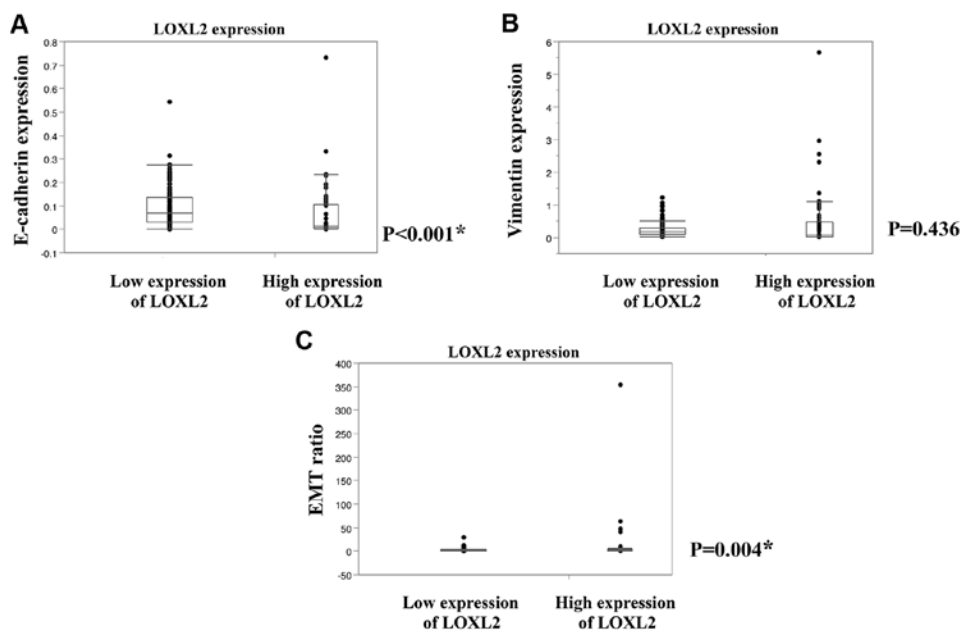 A
LOXL2 expression
E-cadherin expression
0.8
0.7
0.6
0.5
0.4
0.3
0.2
0.1
0
-0.1
P<0.001*
Low expression
of LOXL2
High expression
of LOXL2
B
LOXL2 expression
Vimentin expression
6
5
4
3
2
1
0
P=0.436
Low expression
of LOXL2
High expression
of LOXL2
C
LOXL2 expression
EMT ratio
400
350
300
250
200
150
100
50
0
-50
P=0.004*
Low expression
of LOXL2
High expression
of LOXL2